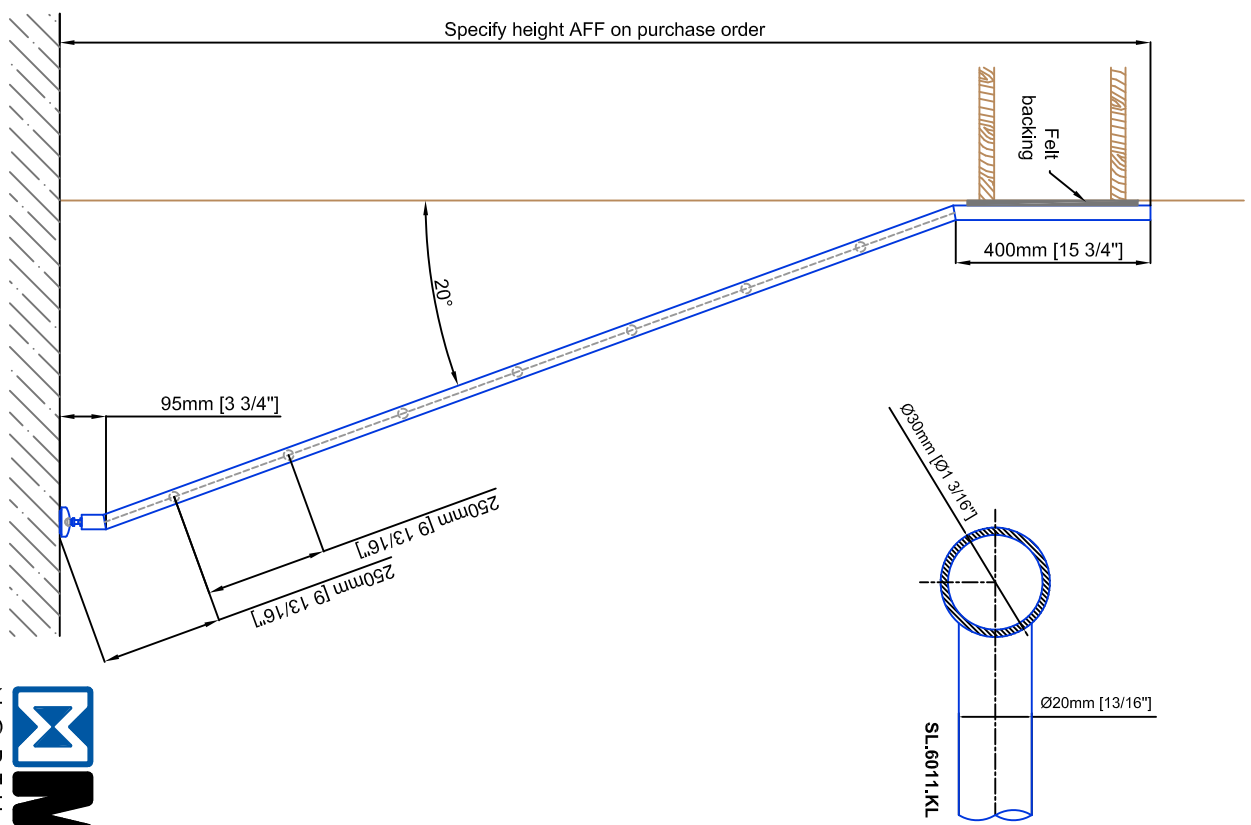 Specify height AFF on purchase order
Felt
backing
400mm [15 3/4"]
20°
95mm [3 3/4"]
250mm [9 13/16"]
250mm [9 13/16"]
Ø30mm [Ø1 3/16"]
Ø20mm [13/16"]
SL.6011.KL